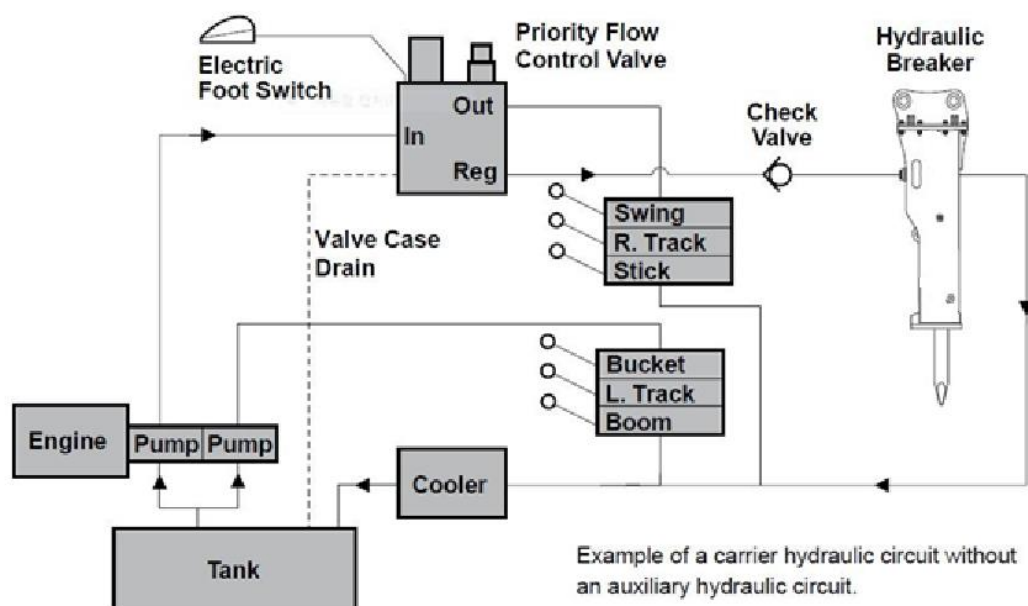 Electric
Foot Switch
Priority Flow
Control Valve
Hydraulic
Breaker
Out
In
Reg
Check
Valve
Valve Case
Drain
Swing
R. Track
Stick
Bucket
L. Track
Boom
Engine
Pump Pump
Cooler
Tank
Example of a carrier hydraulic circuit without
an auxiliary hydraulic circuit.